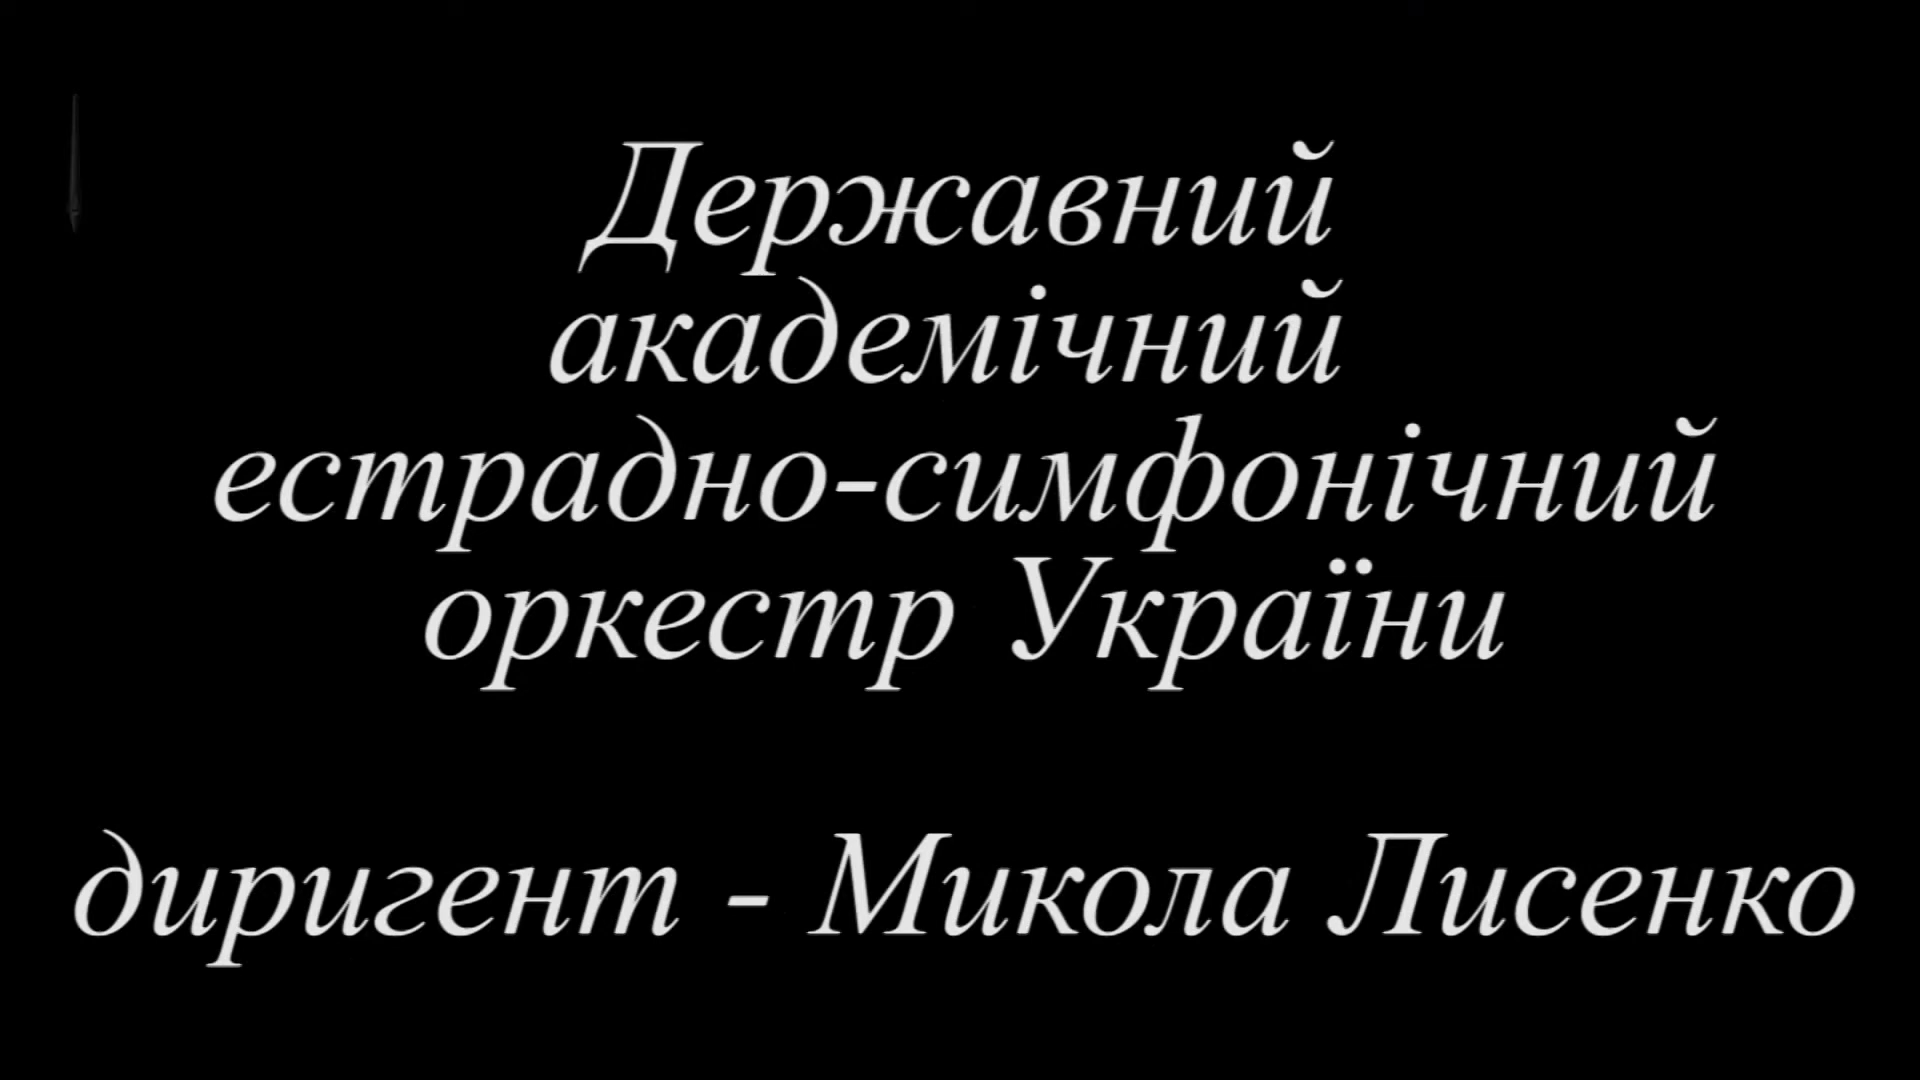 Державний
академічний
естрадно-симфонічний
оркестр України
диригент - Микола Лисенко